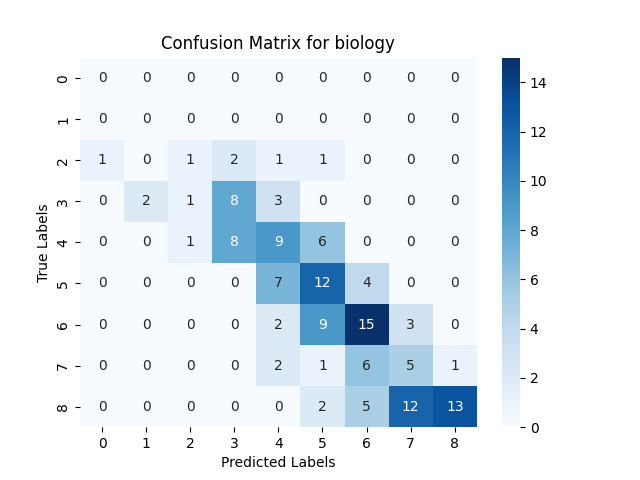 Confusion Matrix for biology
0 0 0 0 0 0 0 0 0 0
1 0 0 0 0 0 0 0 0 0
2 1 0 1 2 1 1 0 0 0
3 0 2 1 8 3 0 0 0 0
4 0 0 1 8 9 6 0 0 0
5 0 0 0 0 7 12 4 0 0
6 0 0 0 0 2 9 15 3 0
7 0 0 0 0 2 1 6 5 1
8 0 0 0 0 0 2 5 12 13
0 1 2 3 4 5 6 7 8
True Labels
Predicted Labels
14
12
10
8
6
4
2
0